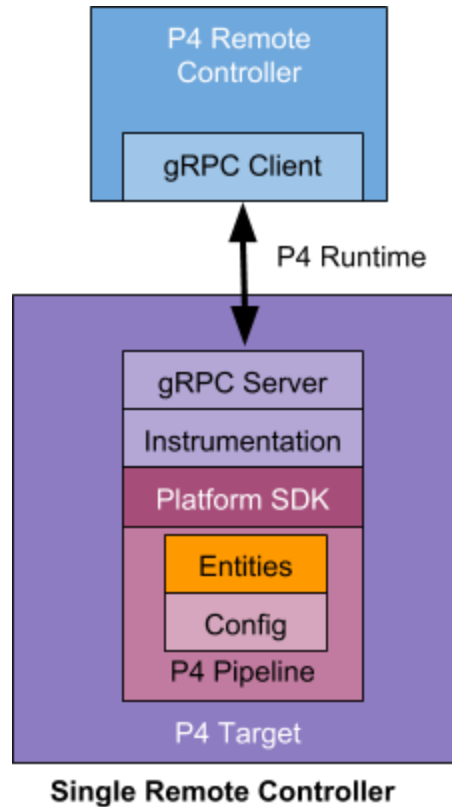 P4 Remote
Controller
gRPC Client
P4 Runtime
gRPC Server
Instrumentation
Platform SDK
Entities
Config
P4 Pipeline
P4 Target
Single Remote Controller